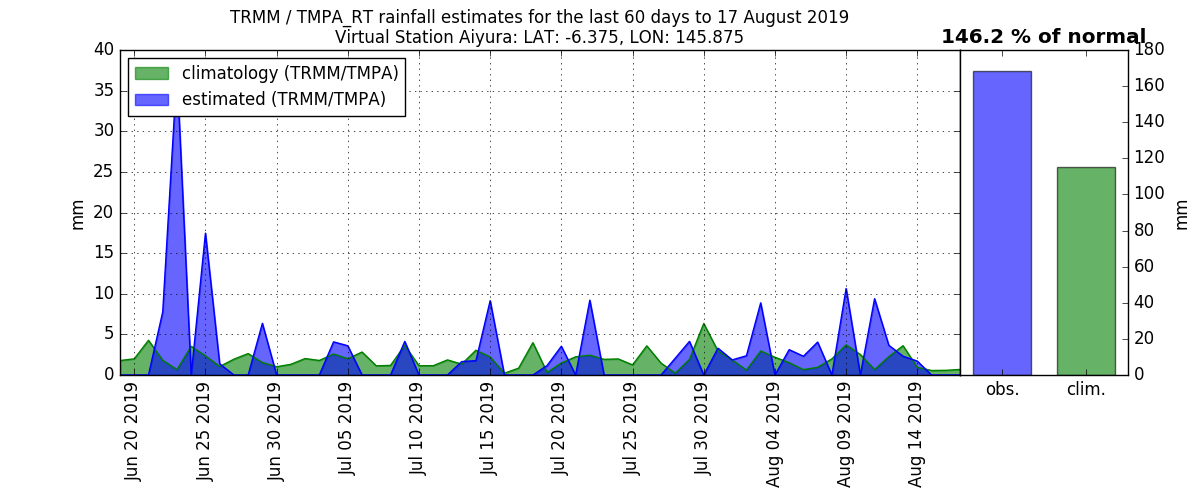 TRMM / TMPA_RT rainfall estimates for the last 60 days to 17 August 2019
Virtual Station Aiyura: LAT: -6.375, LON: 145.875
146.2 % of normal
climatology (TRMM/TMPA)
estimated (TRMM/TMPA)
40
35
30
25
20
15
10
5
0
mm
Jun 20 2019
Jun 25 2019
Jun 30 2019
Jul 05 2019
Jul 10 2019
Jul 15 2019
Jul 20 2019
Jul 25 2019
Jul 30 2019
Aug 04 2019
Aug 09 2019
Aug 14 2019
obs.
clim.
180
160
140
120
100
80
60
40
20
0
mm